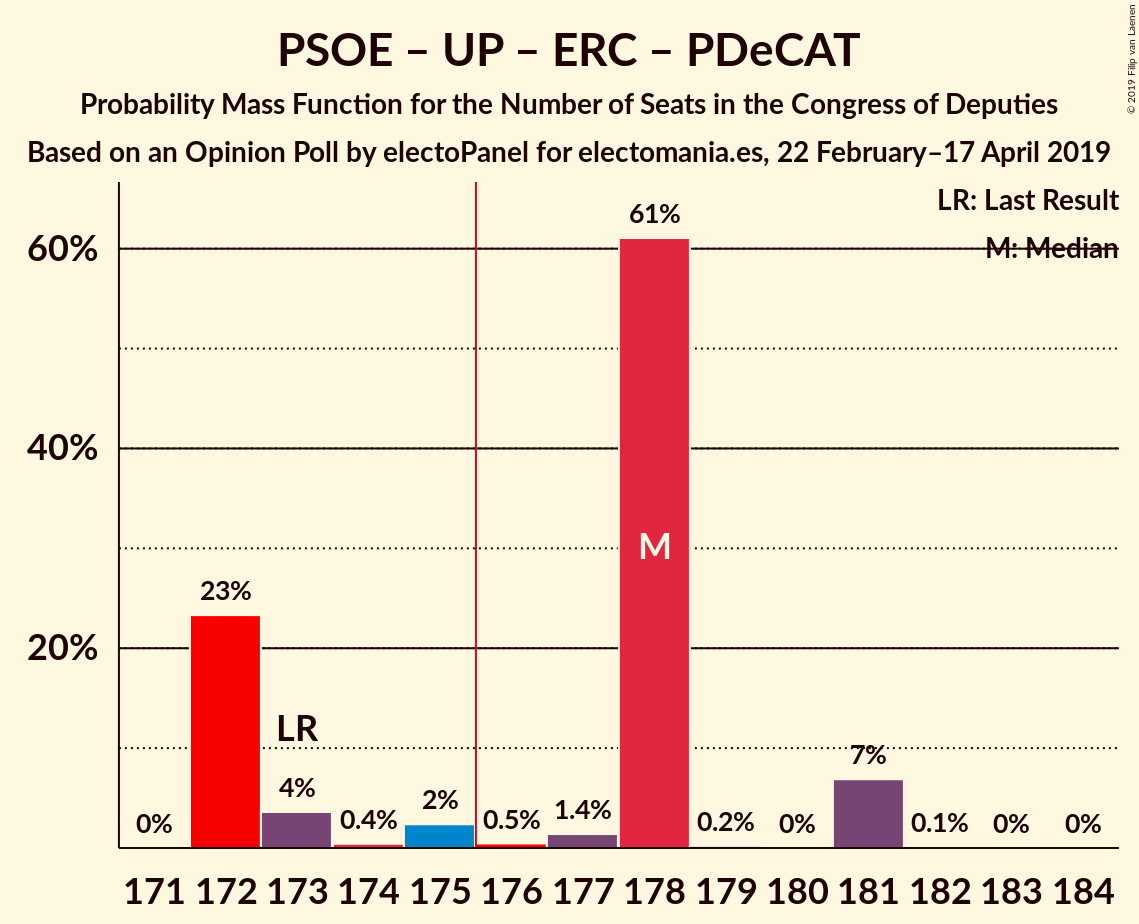 PSOE – UP – ERC – PDeCAT
Probability Mass Function for the Number of Seats in the Congress of Deputies
Based on an Opinion Poll by electoPanel for electomania.es, 22 February–17 April 2019
© 2019 Filip van Laenen
LR: Last Result
M: Median
60%
40%
20%
0%
23%
LR
4%
0.4%
2%
0.5%
1.4%
61%
M
0.2%
0%
7%
0.1%
0%
0%
171 172 173 174 175 176 177 178 179 180 181 182 183 184